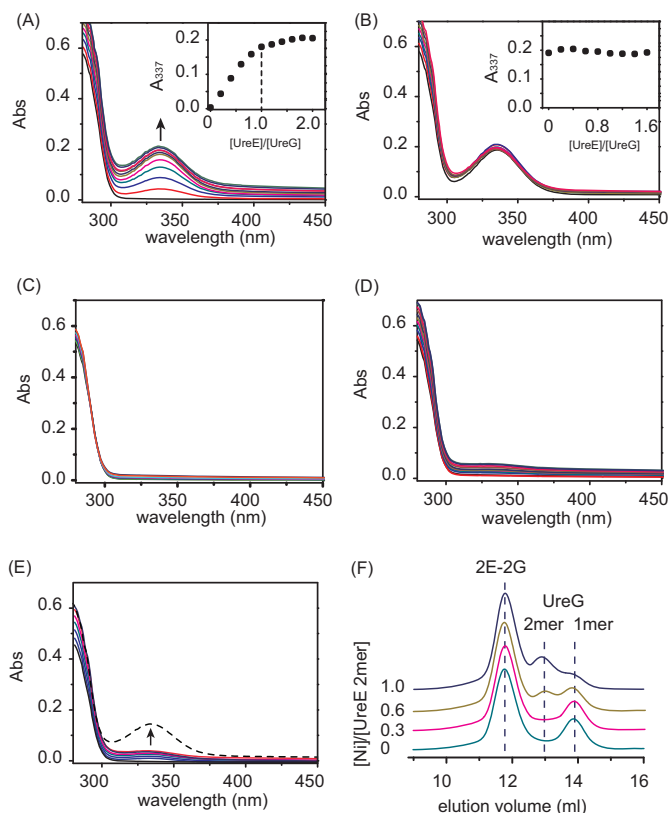 (A)
Abs
0.6
0.4
0.2
0.0
300
350
400
450
wavelength (nm)
A337
0.2
0.1
0.0
0
1.0
2.0
[UreE]/[UreG]
(B)
Abs
0.6
0.4
0.2
0.0
300
350
400
450
wavelength (nm)
A337
0.2
0.1
0.0
0
0.8
1.6
[UreE]/[UreG]
(C)
Abs
0.6
0.4
0.2
0.0
300
350
400
450
wavelength (nm)
(D)
Abs
0.6
0.4
0.2
0.0
300
350
400
450
wavelength (nm)
(E)
Abs
0.6
0.4
0.2
0.0
300
350
400
450
wavelength (nm)
(F)
2E-2G
UreG
2mer 1mer
[Ni]/[UreE 2mer]
1.0
0.6
0.3
0
10
12
14
16
elution volume (ml)